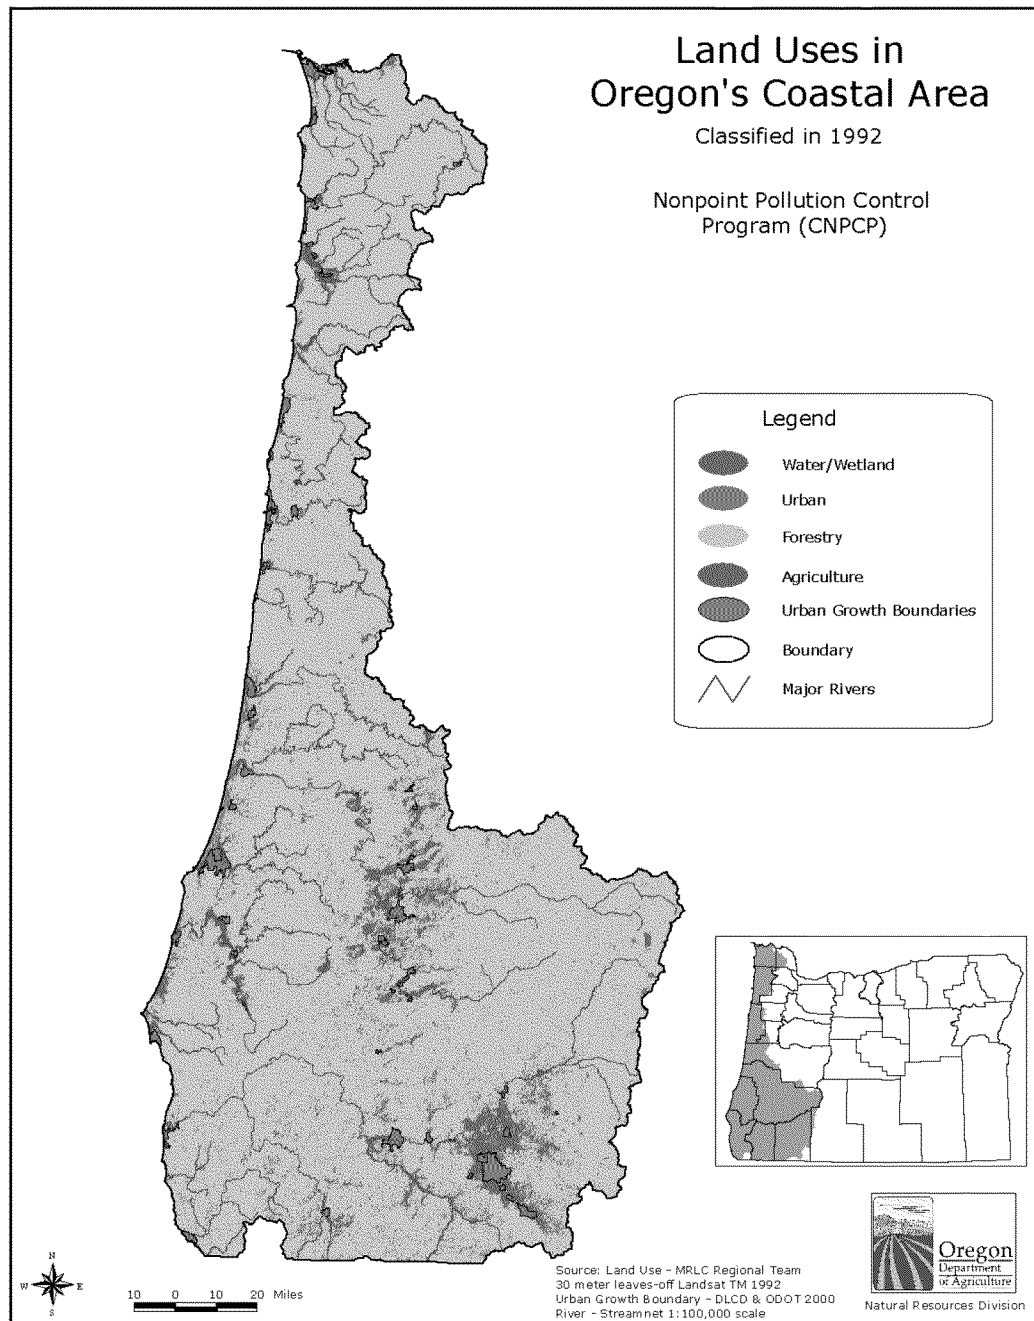 Land Uses in
Oregon's Coastal Area
Classified in 1992
Nonpoint Pollution Control
Program (CNPCP)
Legend
Water/Wetland
Urban
Forestry
Agriculture
Urban Growth Boundaries
Boundary
Major Rivers
N
W E
S
10 0 10 20 Miles
Source: Land Use - MRLC Regional Team
30 meter leaves-off Landsat TM 1992
Urban Growth Boundary - DLCD & ODOT 2000
River - Streamnet 1:100,000 scale
Oregon
Department
of Agriculture
Natural Resources Division